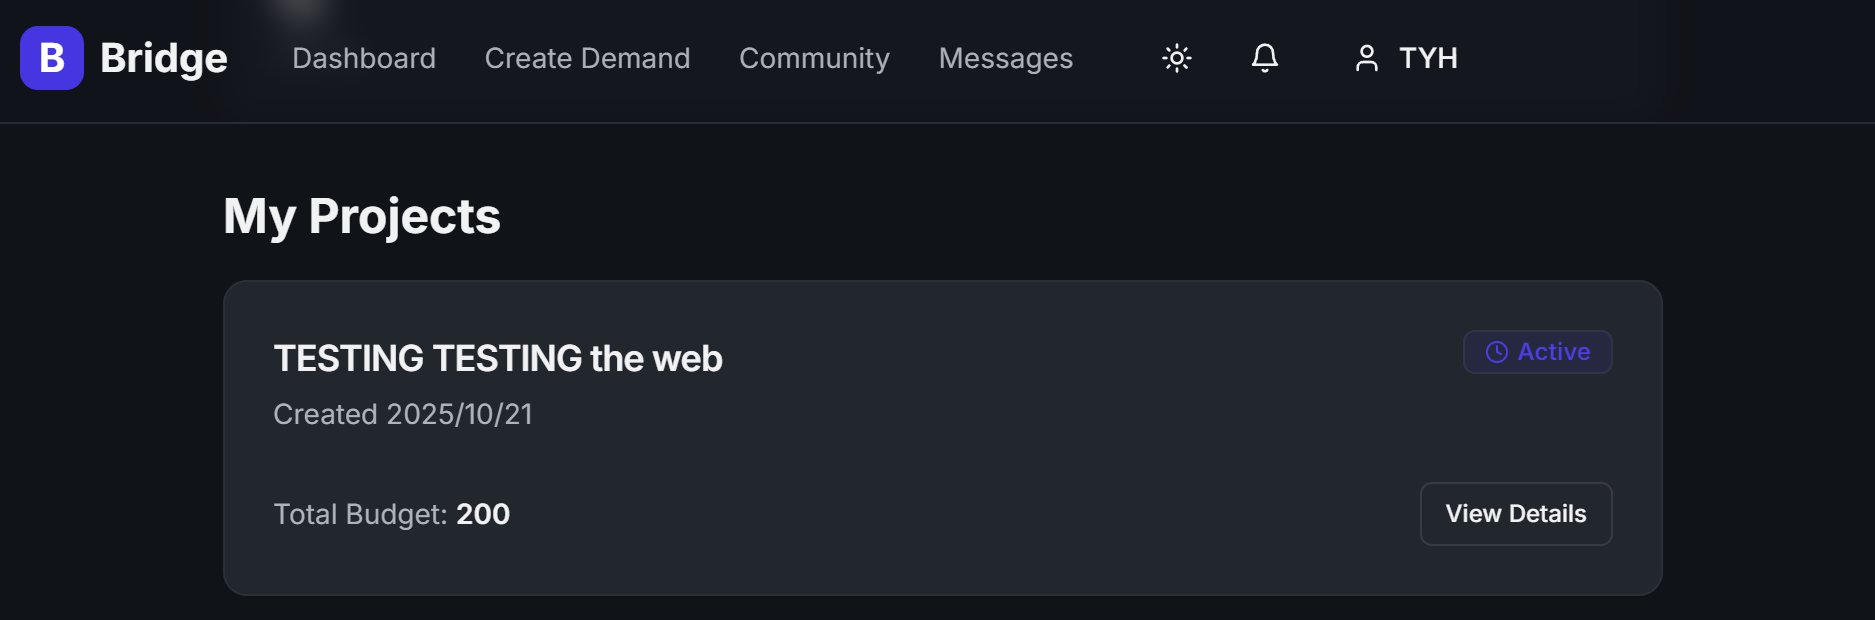 B Bridge Dashboard Create Demand Community Messages TYH
My Projects
TESTING TESTING the web
Active
Created 2025/10/21
Total Budget: 200
View Details